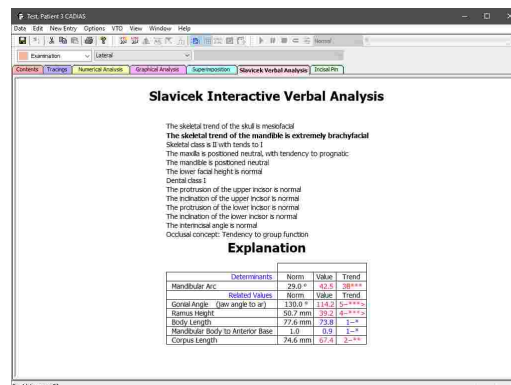 Test, Patient 3 CADIAS
Data Edit New Entry Options VTO View Window Help
Normal
Examination Lateral
Contents Tracings Numerical Analysis Graphical Analysis Superimposition Slavicek Verbal Analysis Incisal Pin
Slavicek Interactive Verbal Analysis
The skeletal trend of the skull is mesiofacial
The skeletal trend of the mandible is extremely brachyfacial
Skeletal class is II with tends to I
The maxilla is positioned neutral, with tendency to prognatic
The mandible is positioned neutral
The lower facial height is normal
Dental class I
The protrusion of the upper incisor is normal
The inclination of the upper incisor is normal
The protrusion of the lower incisor is normal
The inclination of the lower incisor is normal
The interincisal angle is normal
Occlusal concept: Tendency to group function
Explanation
Determinants Norm Value Trend
Mandibular Arc 29.0 ° 42.5 38***
Related Values Norm Value Trend
Gonial Angle (jaw angle to ar) 130.0 ° 114.2 5-***>
Ramus Height 50.7 mm 39.2 4-***>
Body Length 77.6 mm 73.8 1-*
Mandibular Body to Anterior Base 1.0 0.9 1-*
Corpus Length 74.6 mm 67.4 2-**